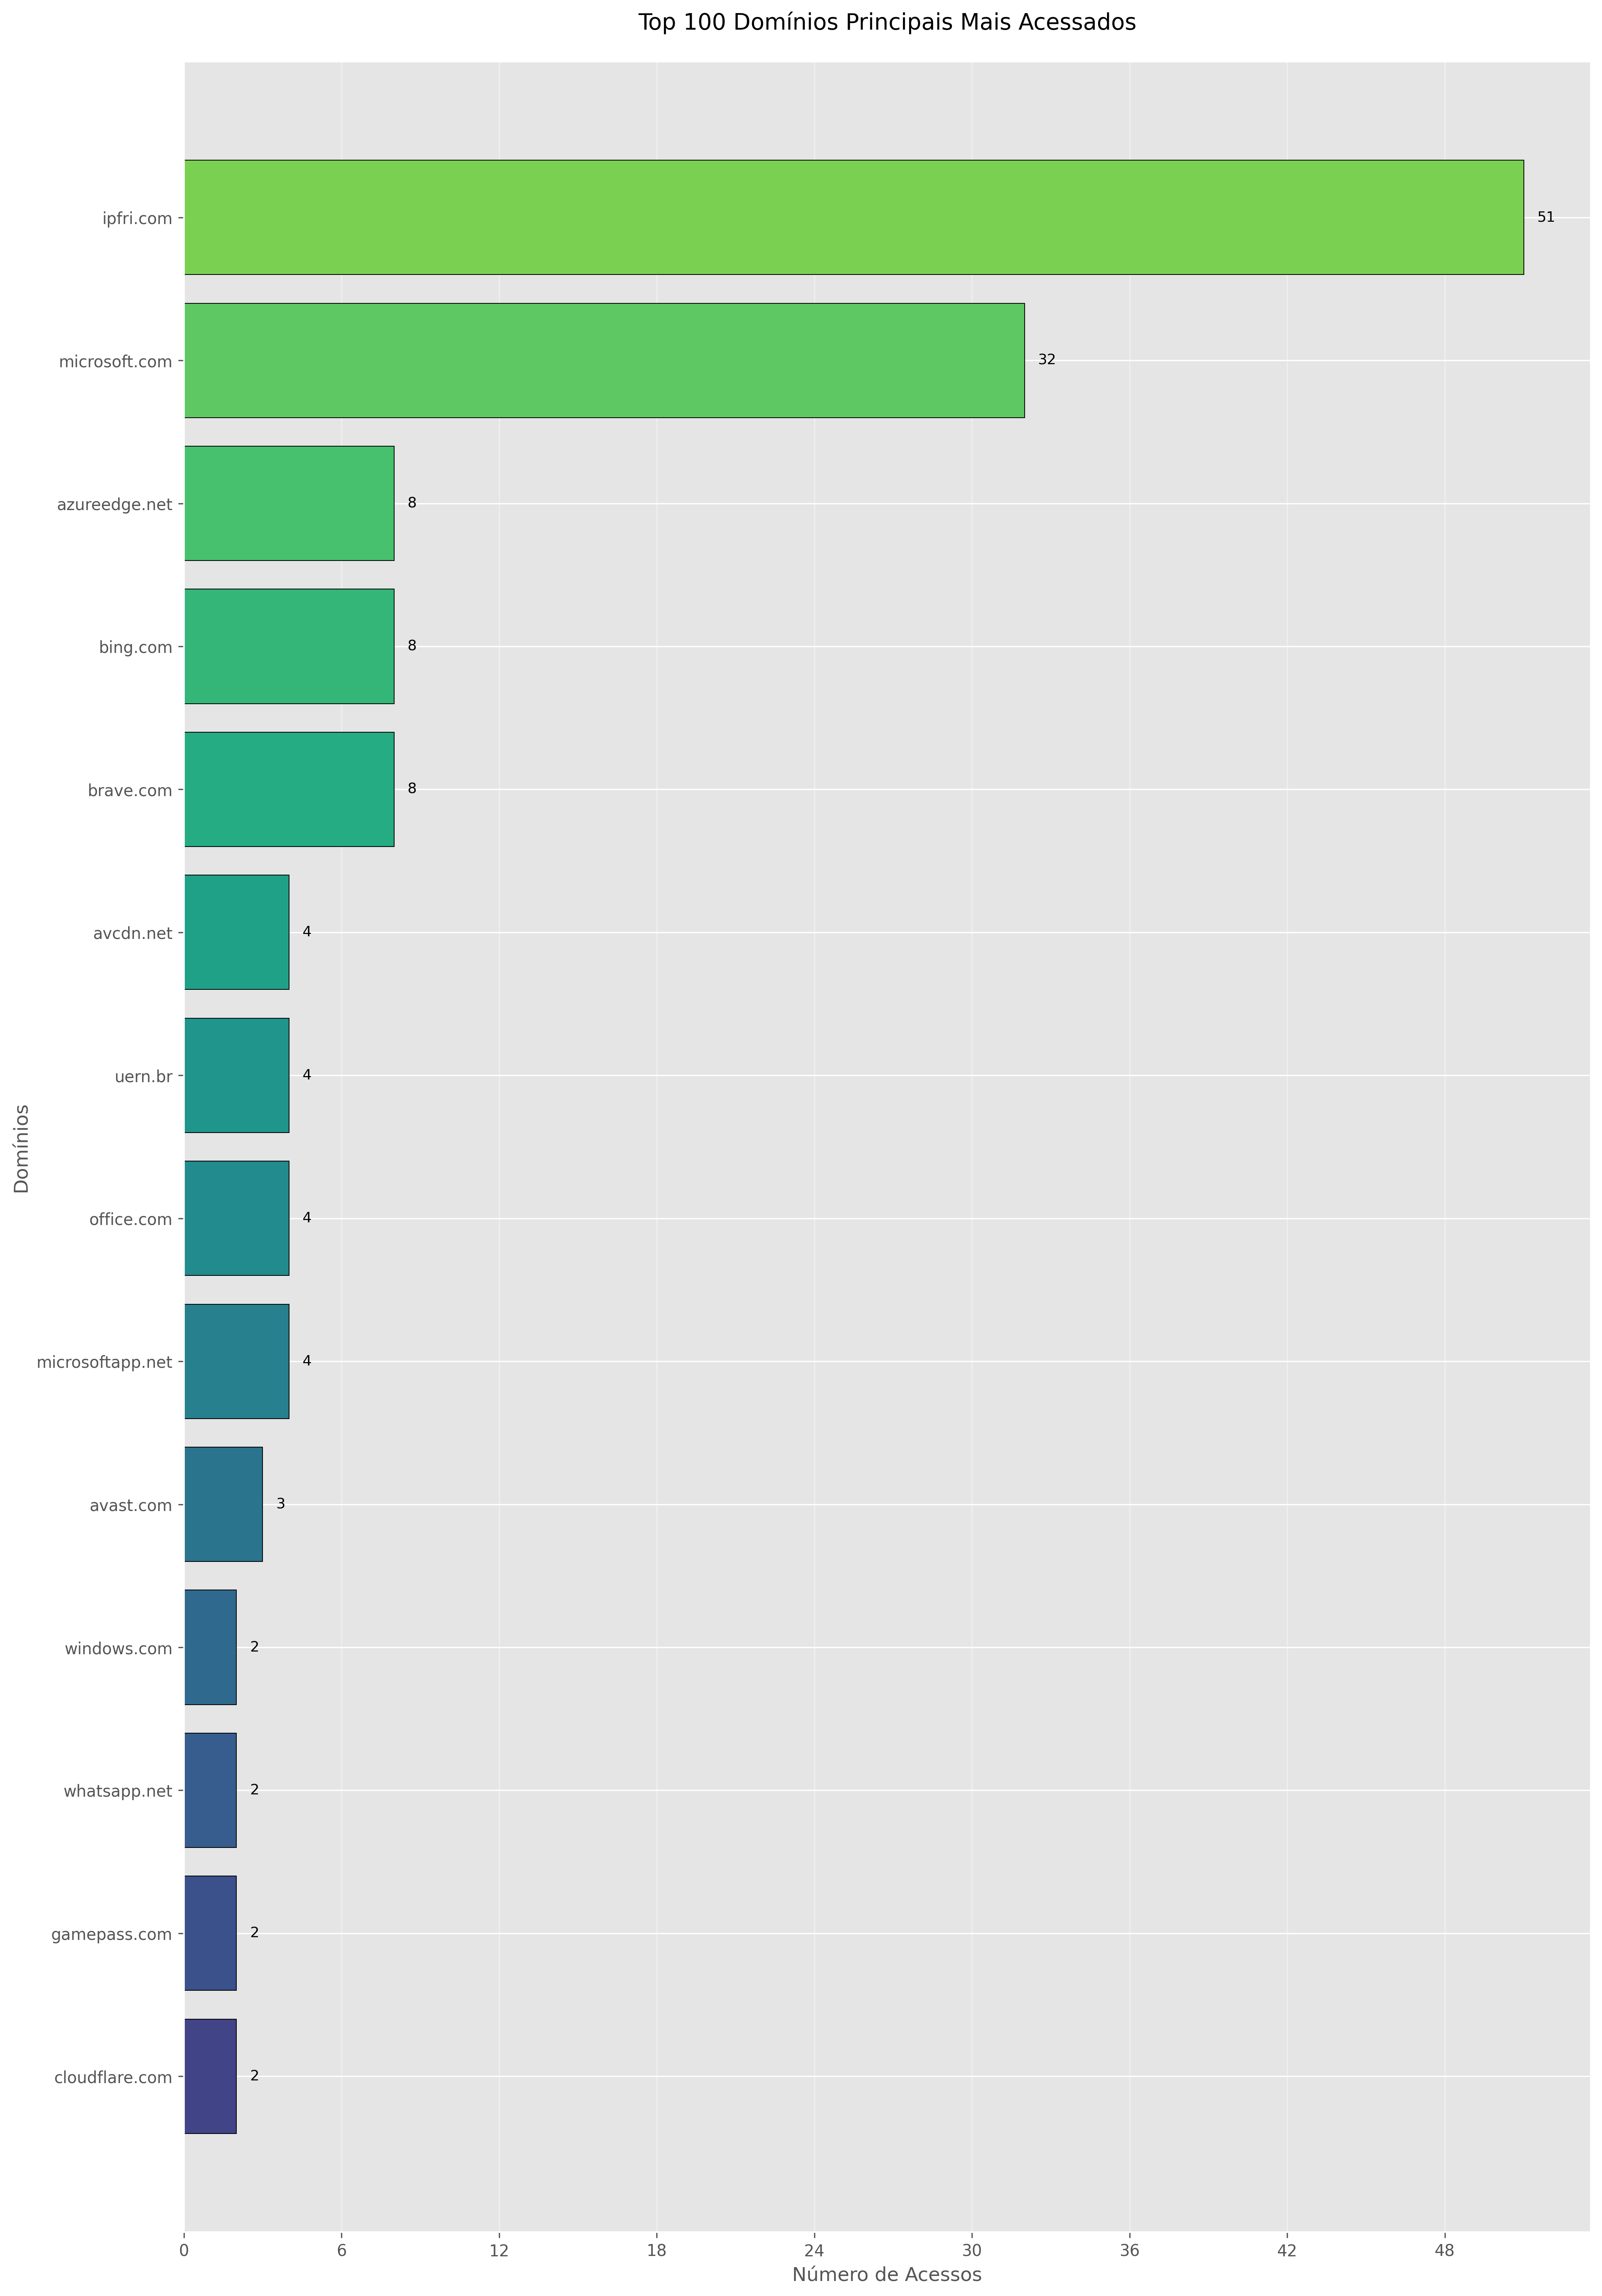 Top 100 Domínios Principais Mais Acessados
ipfri.com
51
microsoft.com
32
azureedge.net
8
bing.com
8
brave.com
8
avcdn.net
4
uern.br
4
Domínios
office.com
4
microsoftapp.net
4
avast.com
3
windows.com
2
whatsapp.net
2
gamepass.com
2
cloudflare.com
2
0 6 12 18 24 30 36 42 48
Número de Acessos